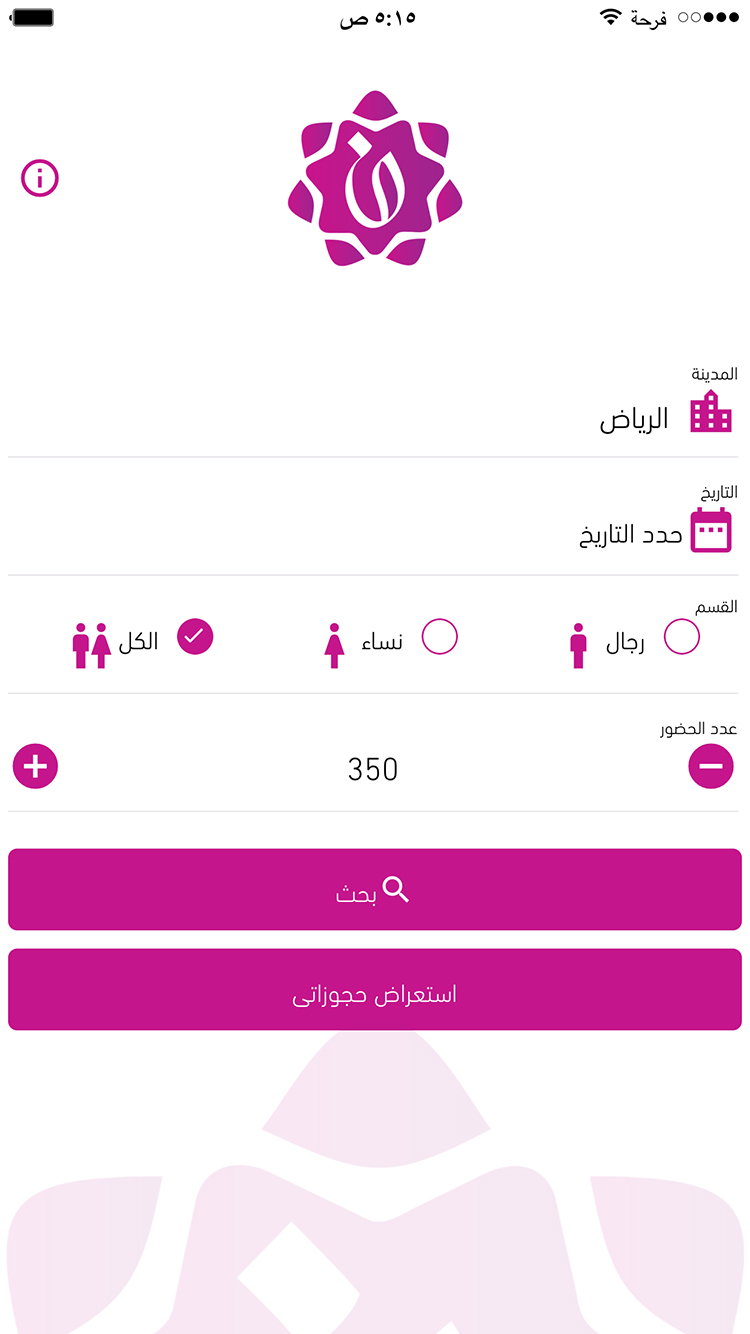 فرحة ٥:١٥ ص
المدينة
الرياض
التاريخ
حدد التاريخ
القسم
رجال نساء الكل
عدد الحضور
350
بحث
استعراض حجوزاتى